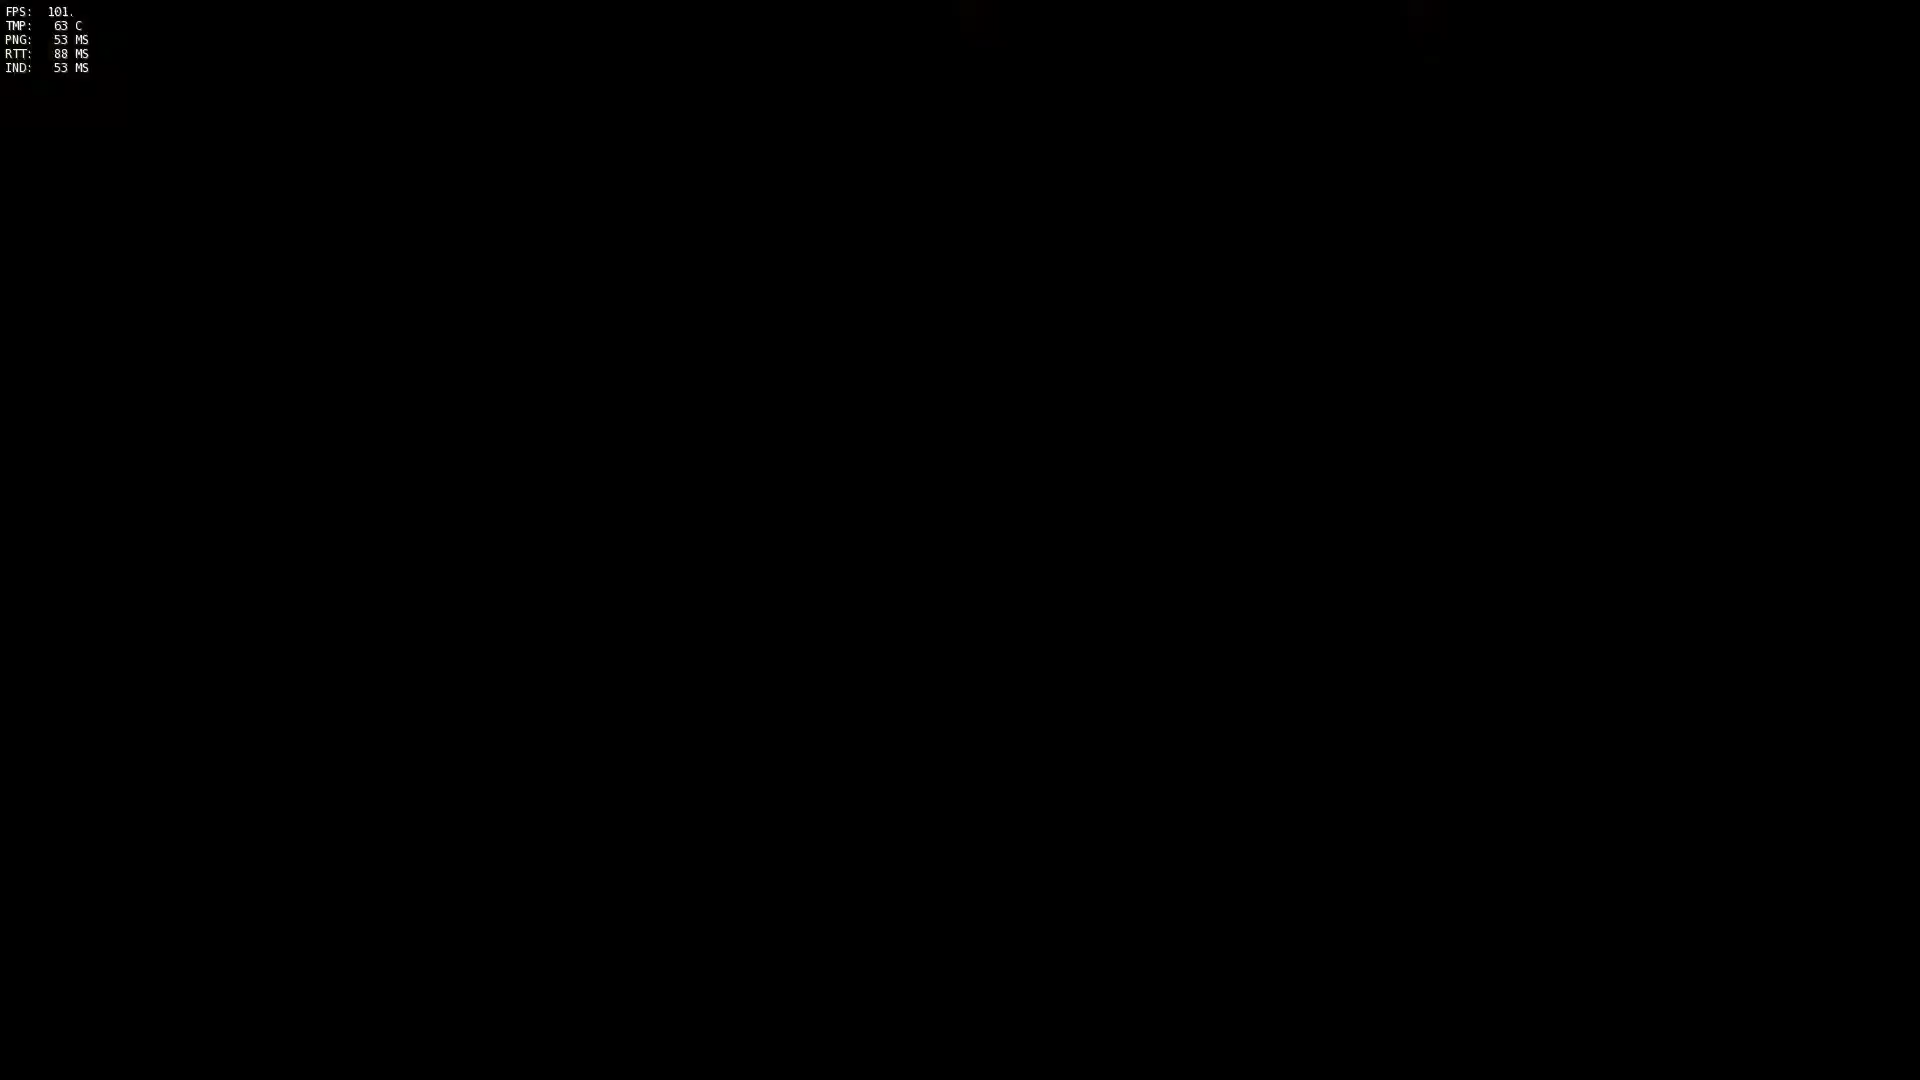 FPS: 101.
TMP: 63 C
PNG: 53 MS
RTT: 88 MS
IND: 53 MS